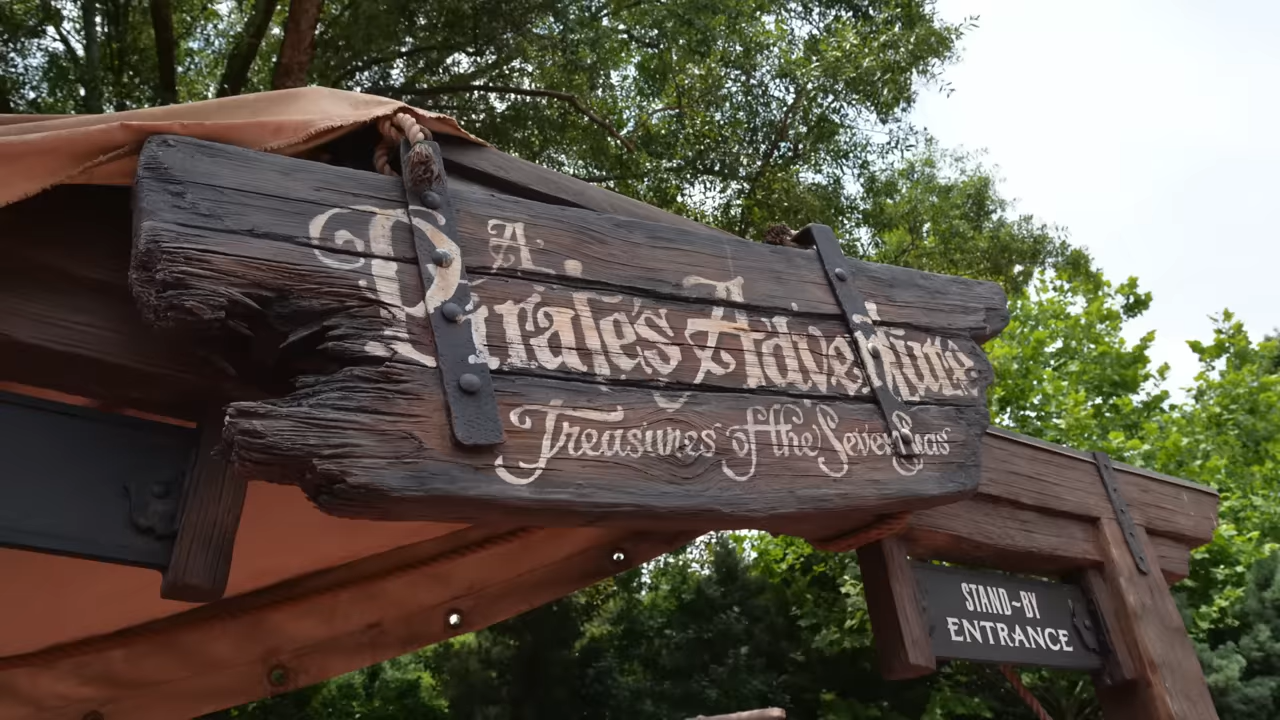 A
Pirate's Adventure
Treasures of the Seven Seas
STAND~BY
ENTRANCE